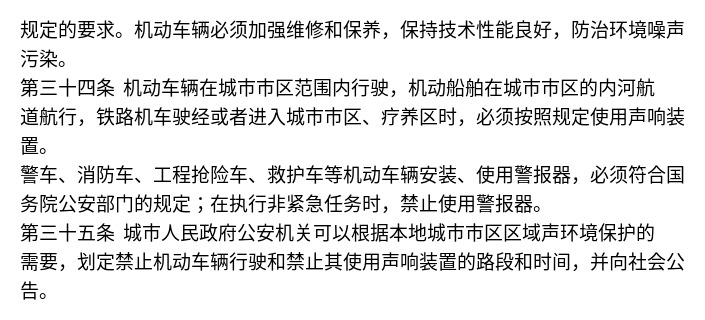 规定的要求。机动车辆必须加强维修和保养，保持技术性能良好，防治环境噪声
污染。
第三十四条 机动车辆在城市市区范围内行驶，机动船舶在城市市区的内河航
道航行，铁路机车驶经或者进入城市市区、疗养区时，必须按照规定使用声响装
置。
警车、消防车、工程抢险车、救护车等机动车辆安装、使用警报器，必须符合国
务院公安部门的规定；在执行非紧急任务时，禁止使用警报器。
第三十五条 城市人民政府公安机关可以根据本地城市市区区域声环境保护的
需要，划定禁止机动车辆行驶和禁止其使用声响装置的路段和时间，并向社会公
告。